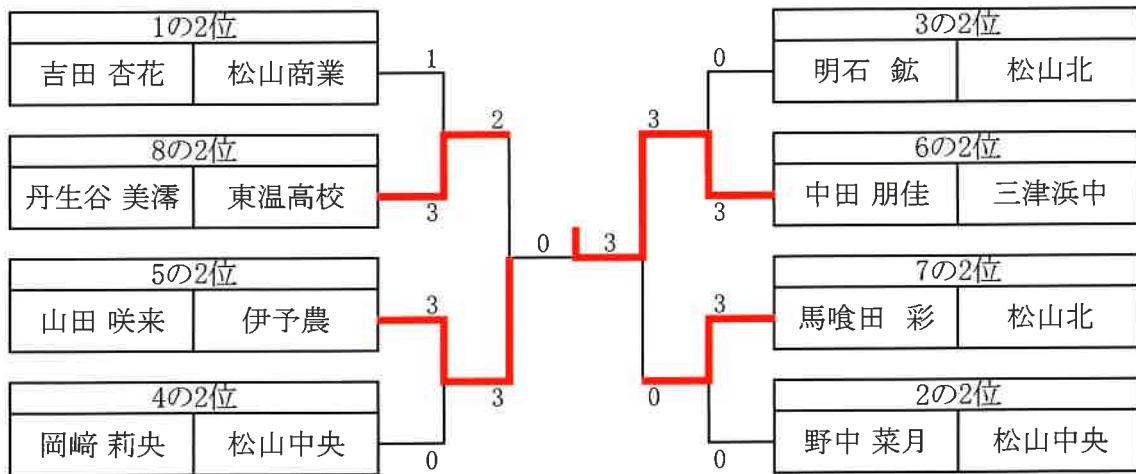 1の2位
吉田 杏花 松山商業
1
8の2位
丹生谷 美澪 東温高校
3
2
5の2位
山田 咲来 伊予農
3
4の2位
岡﨑 莉央 松山中央
0
3
0
3
3の2位
明石 鉱 松山北
0
6の2位
中田 朋佳 三津浜中
3
3
7の2位
馬喰田 彩 松山北
3
2の2位
野中 菜月 松山中央
0
0